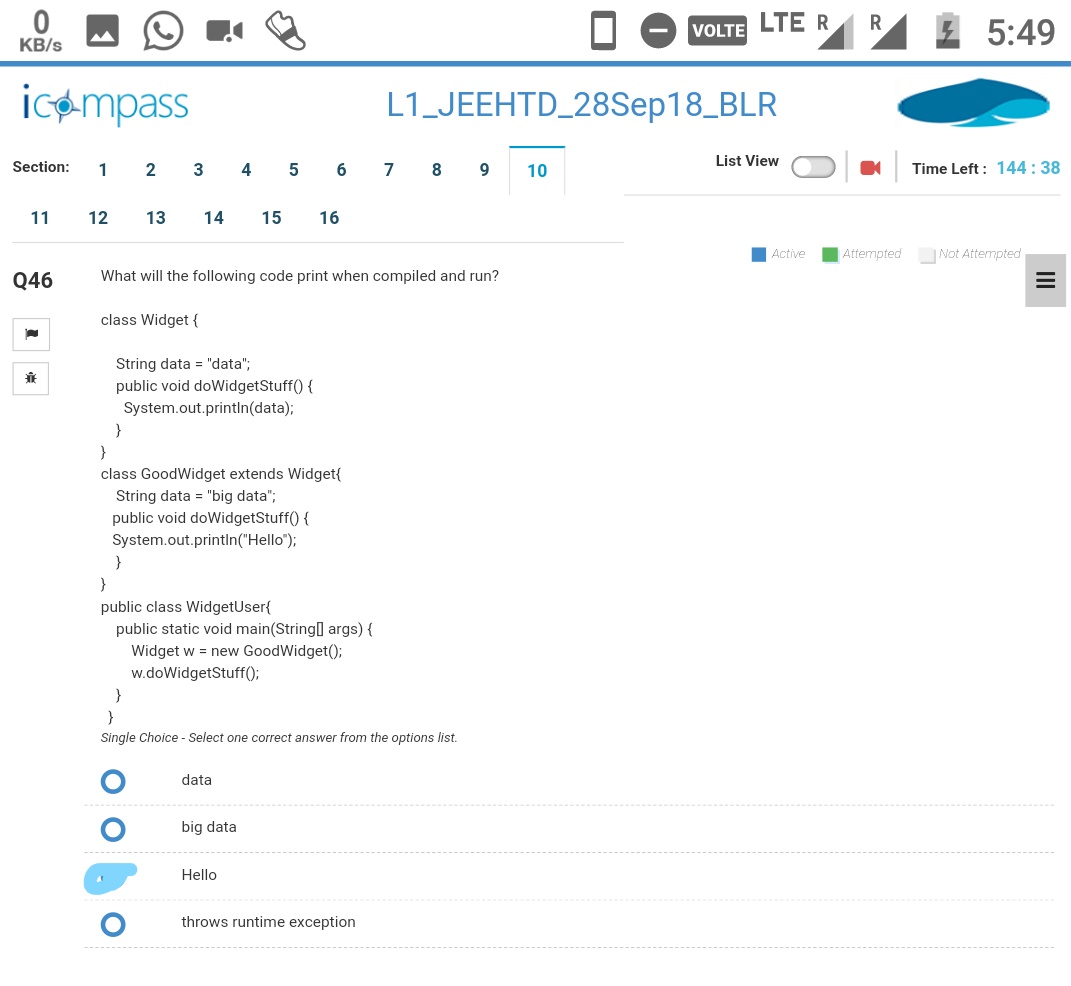 0
KB/s
VOLTE
LTE
R
R
5:49
icompass
L1_JEEHTD_28Sep18_BLR
Section: 1 2 3 4 5 6 7 8 9 10
List View
Time Left : 144 : 38
11 12 13 14 15 16
Active Attempted Not Attempted
Q46
What will the following code print when compiled and run?
class Widget {
String data = "data";
public void doWidgetStuff() {
System.out.println(data);
}
}
class GoodWidget extends Widget{
String data = "big data";
public void doWidgetStuff() {
System.out.println("Hello");
}
}
public class WidgetUser{
public static void main(String[] args) {
Widget w = new GoodWidget();
w.doWidgetStuff();
}
}
Single Choice - Select one correct answer from the options list.
data
big data
Hello
throws runtime exception